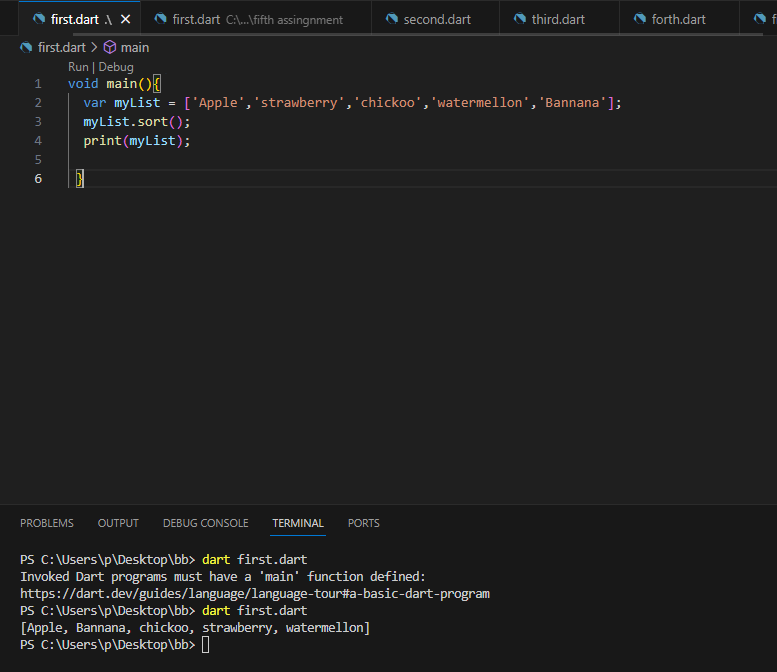 first.dart .\ first.dart C:\...\fifth assingnment second.dart third.dart forth.dart
first.dart > main
Run | Debug
1 void main(){
2 var myList = ['Apple','strawberry','chickoo','watermellon','Bannana'];
3 myList.sort();
4 print(myList);
5
6 }
PROBLEMS OUTPUT DEBUG CONSOLE TERMINAL PORTS
PS C:\Users\p\Desktop\bb> dart first.dart
Invoked Dart programs must have a 'main' function defined:
https://dart.dev/guides/language/language-tour#a-basic-dart-program
PS C:\Users\p\Desktop\bb> dart first.dart
[Apple, Bannana, chickoo, strawberry, watermellon]
PS C:\Users\p\Desktop\bb>